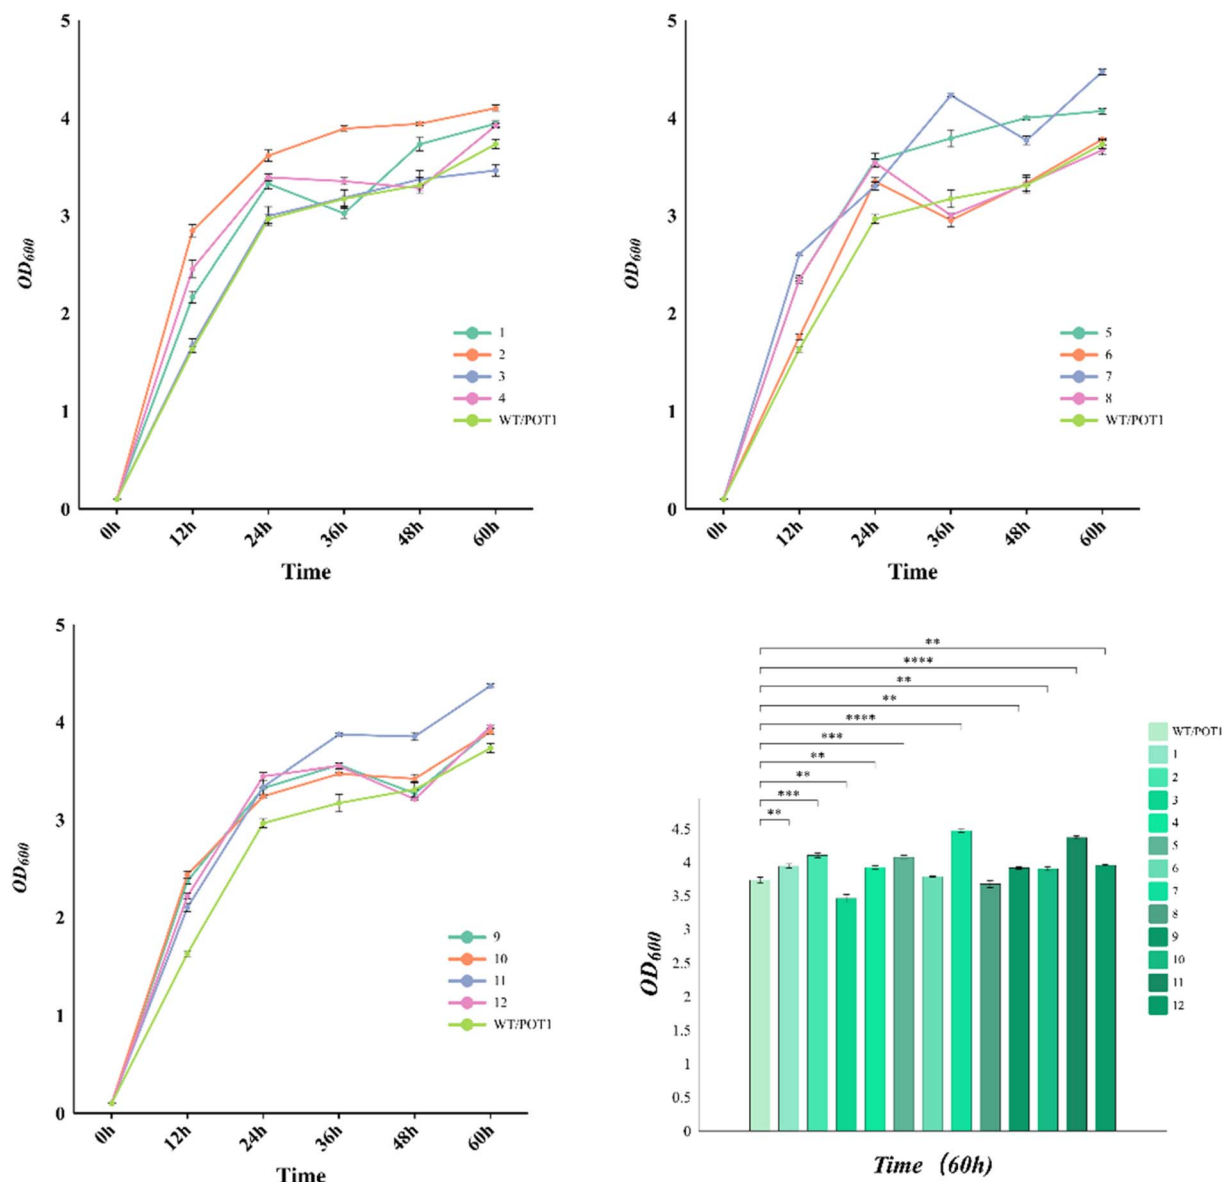 5
4
3
2
1
0
OD600
0h
12h
24h
36h
48h
60h
Time
1
2
3
4
WT/POT1
5
4
3
2
1
0
OD600
0h
12h
24h
36h
48h
60h
Time
5
6
7
8
WT/POT1
5
4
3
2
1
0
OD600
0h
12h
24h
36h
48h
60h
Time
9
10
11
12
WT/POT1
**
****
**
**
****
***
**
**
***
**
4.5
4
3.5
3
2.5
2
1.5
1
0.5
0
OD600
Time (60h)
WT/POT1
1
2
3
4
5
6
7
8
9
10
11
12